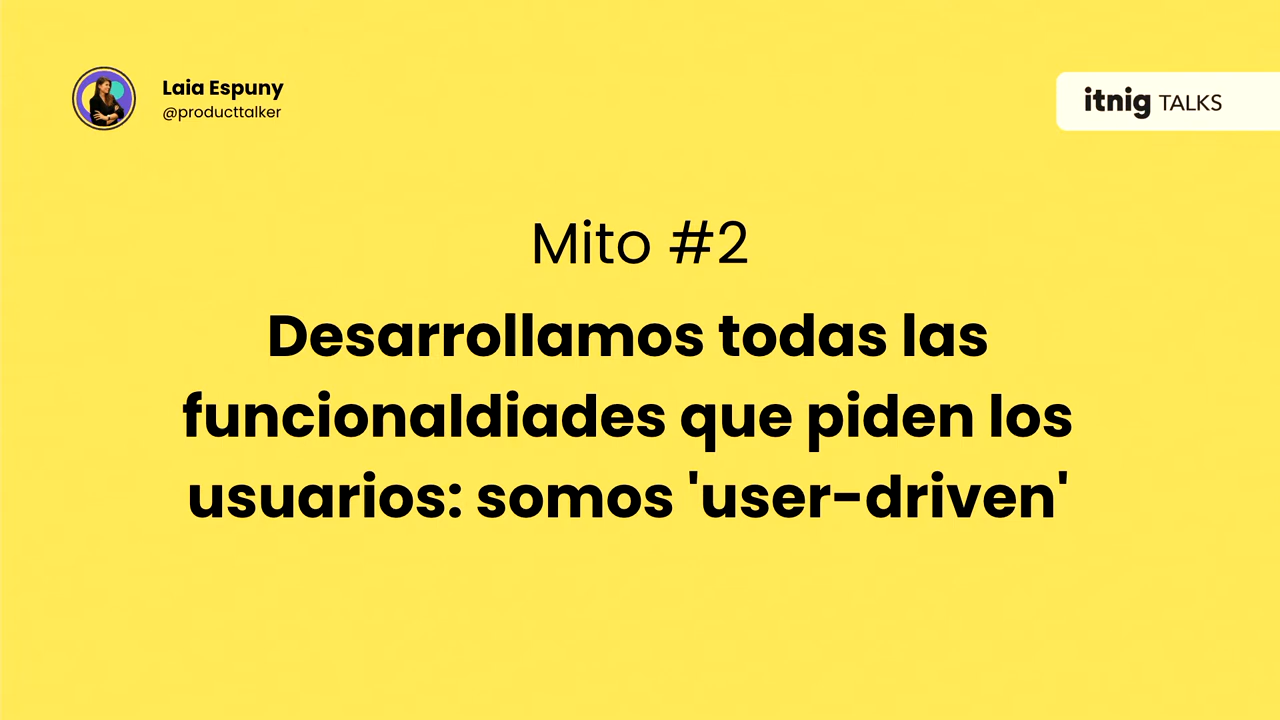 Laia Espuny
@producttalker
itnig TALKS
Mito #2
Desarrollamos todas las
funcionaldiades que piden los
usuarios: somos 'user-driven'